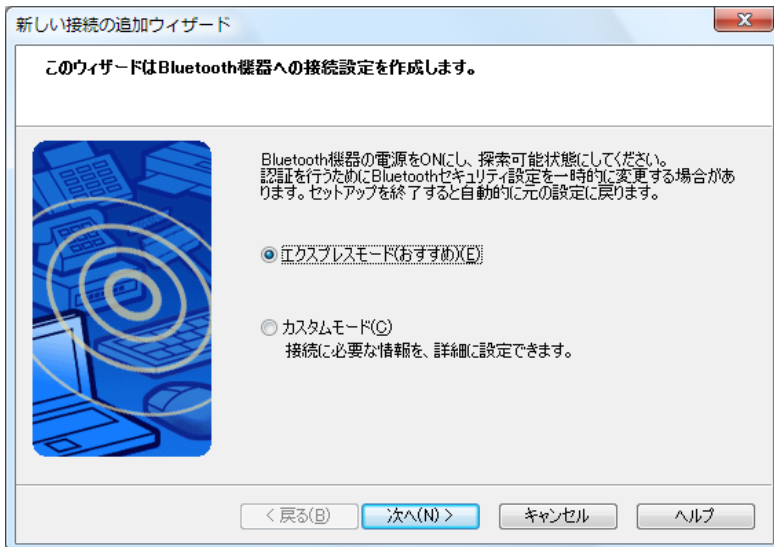 新しい接続の追加ウィザード
このウィザードはBluetooth機器への接続設定を作成します。
Bluetooth機器の電源をONにし、探索可能状態にしてください。
認証を行うためにBluetoothセキュリティ設定を一時的に変更する場合があ
ります。セットアップを終了すると自動的に元の設定に戻ります。
エクスプレスモード(おすすめ)(E)
カスタムモード(C)
接続に必要な情報を、詳細に設定できます。
< 戻る(B) 次へ(N) > キャンセル ヘルプ